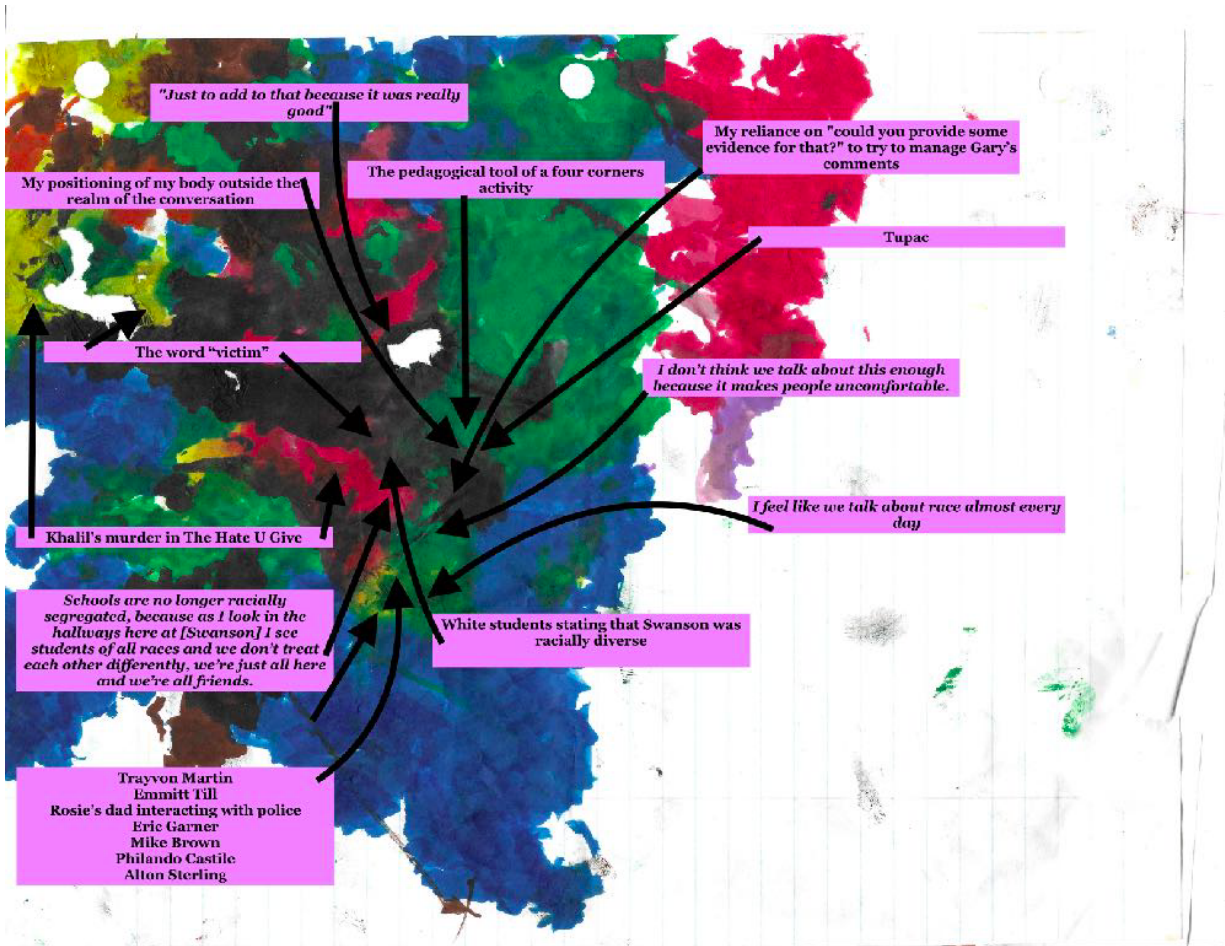 "Just to add to that because it was really
good"
My reliance on "could you provide some
evidence for that?" to try to manage Gary's
comments
The pedagogical tool of a four corners
activity
My positioning of my body outside the
realm of the conversation
Tupac
The word “victim”
I don't think we talk about this enough
because it makes people uncomfortable.
I feel like we talk about race almost every
day
Khalil's murder in The Hate U Give
Schools are no longer racially
segregated, because as I look in the
hallways here at [Swanson] I see
students of all races and we don't treat
each other differently, we're just all here
and we're all friends.
White students stating that Swanson was
racially diverse
Trayvon Martin
Emmitt Till
Rosie's dad interacting with police
Eric Garner
Mike Brown
Philando Castile
Alton Sterling